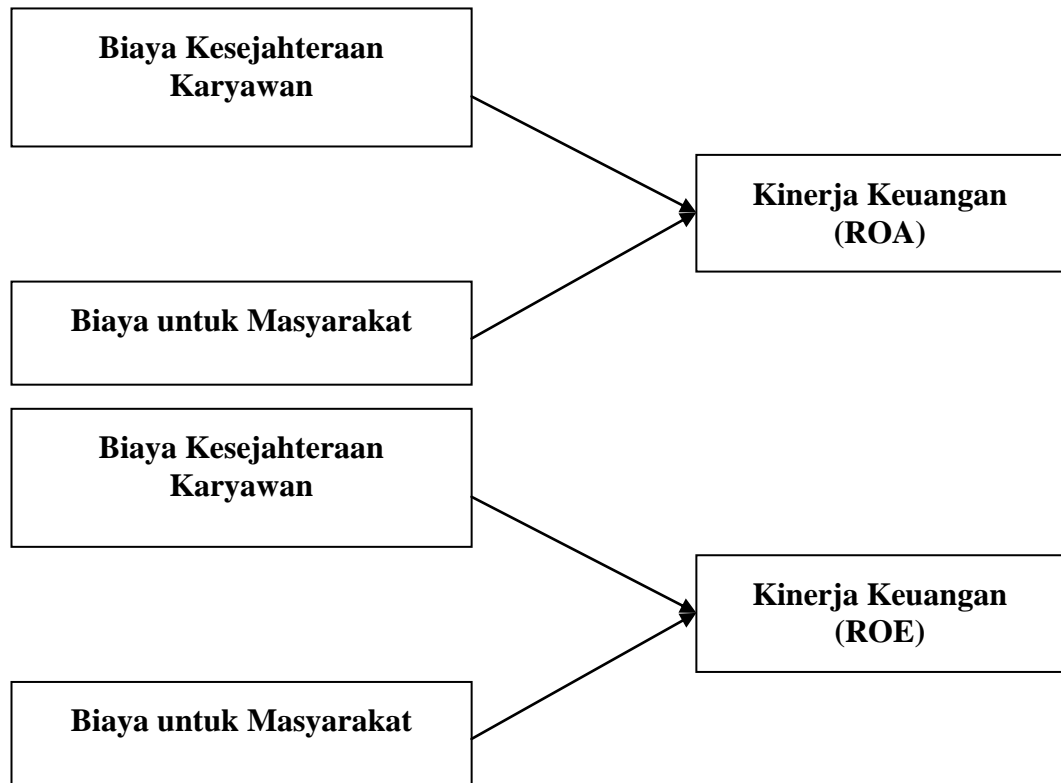 Biaya Kesejahteraan
Karyawan
Kinerja Keuangan
(ROA)
Biaya untuk Masyarakat
Biaya Kesejahteraan
Karyawan
Kinerja Keuangan
(ROE)
Biaya untuk Masyarakat